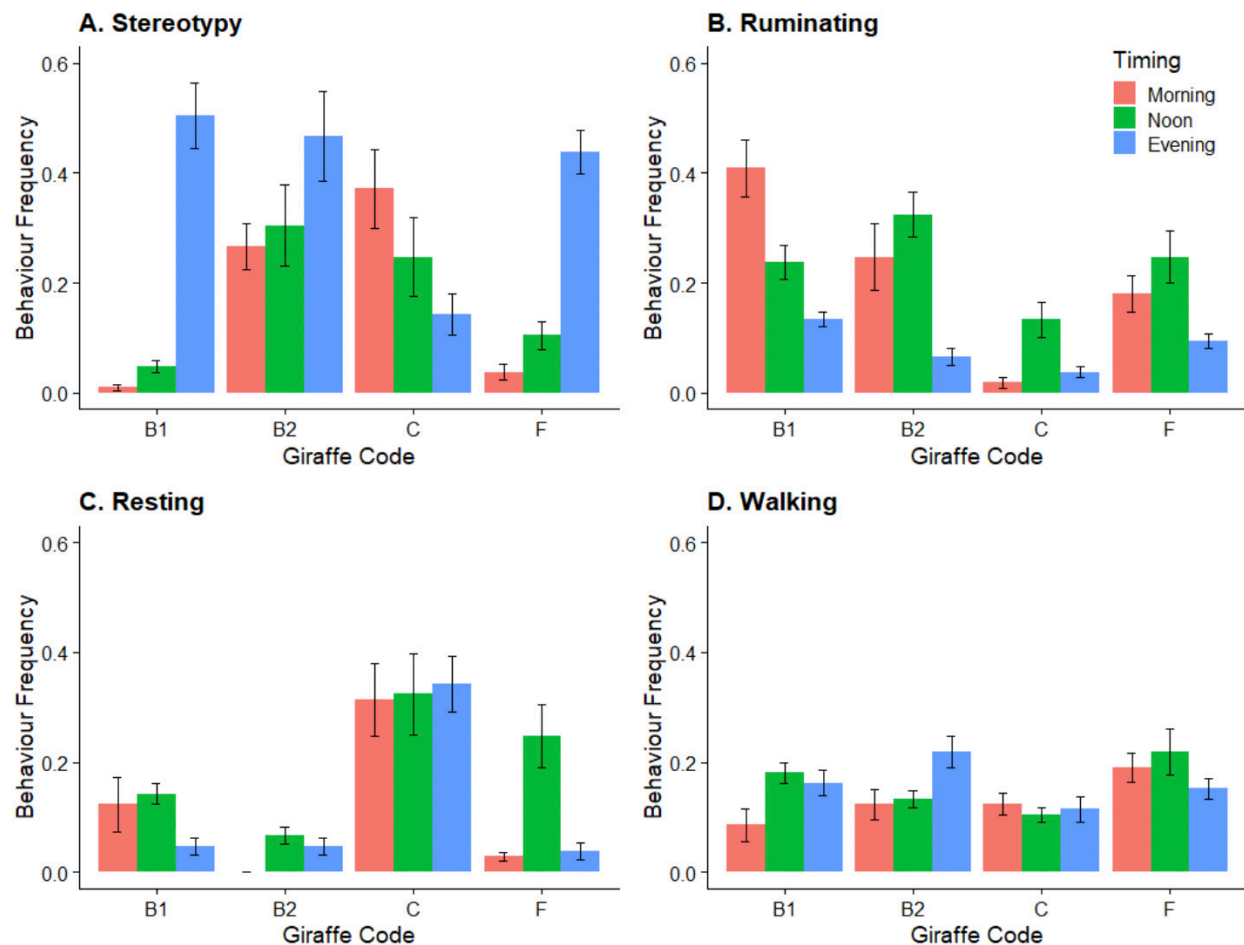 A. Stereotypy
0.6
0.4
0.2
0.0
Behaviour Frequency
B1 B2 C F
Giraffe Code
B. Ruminating
0.6
0.4
0.2
0.0
Behaviour Frequency
Timing
Morning
Noon
Evening
B1 B2 C F
Giraffe Code
C. Resting
0.6
0.4
0.2
0.0
Behaviour Frequency
B1 B2 C F
Giraffe Code
D. Walking
0.6
0.4
0.2
0.0
Behaviour Frequency
B1 B2 C F
Giraffe Code